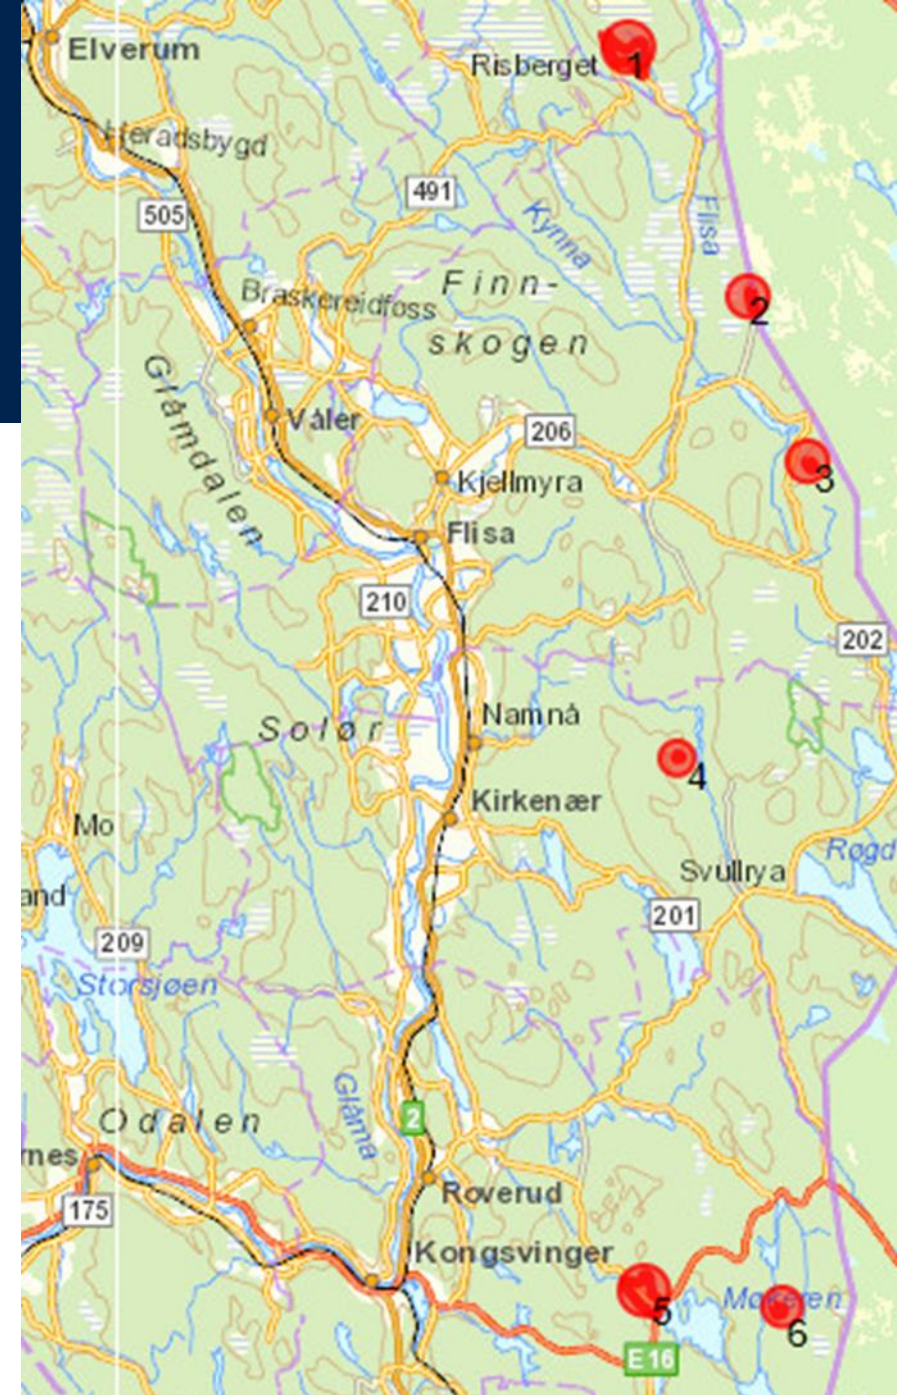 Elverum
Risberget
1
Heradsbygd
491
505
Kynna
Flisa
Braskereidfoss
Finn-
skogen
2
Glåmdalen
Våler
206
Kjellmyra
3
Flisa
210
202
Solør
Namnå
4
Kirkenær
Mo
Røgd
Svullrya
and
201
209
Storsjøen
Glåma
2
Odalen
rnes
175
Roverud
Kongsvinger
5
Møkeren
6
E 16